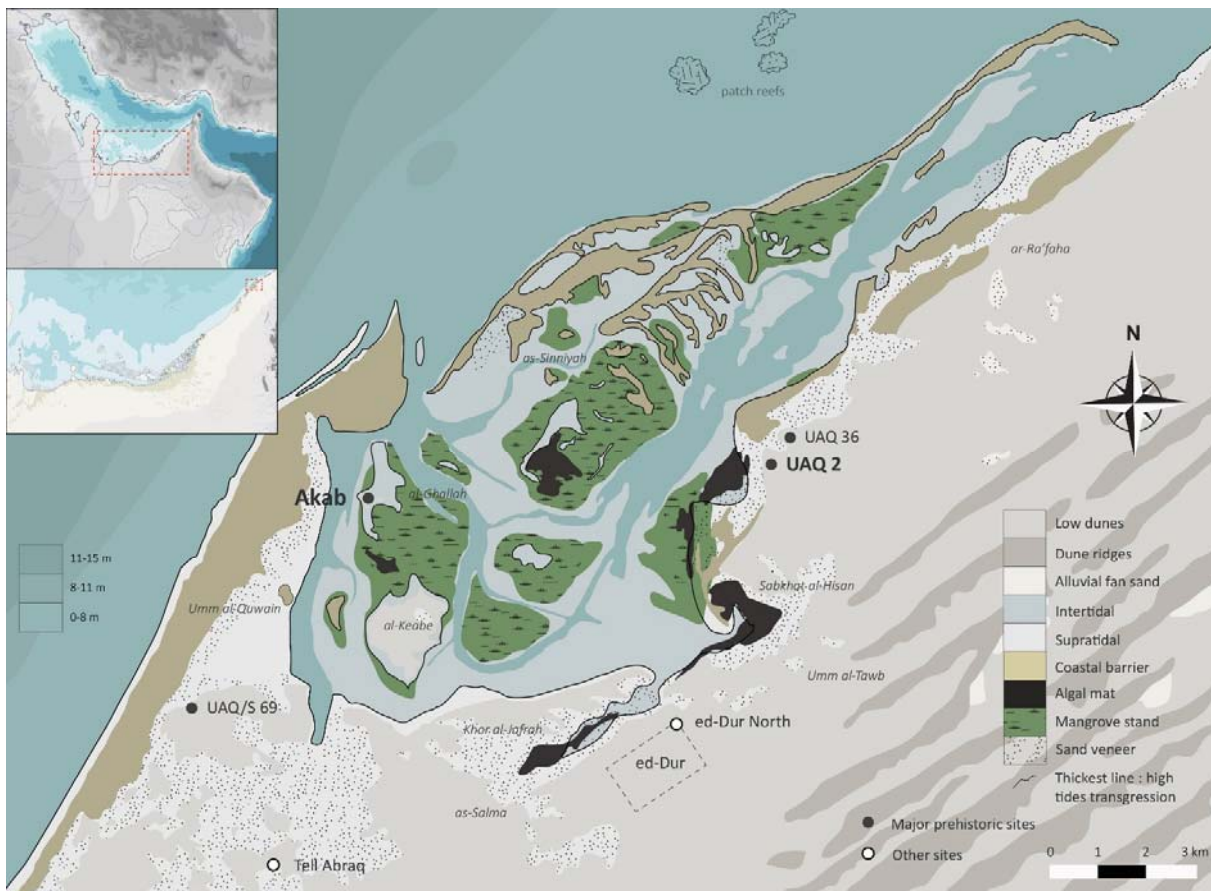 patch reefs
ar-Ra'faha
N
as-Sinniyah
UAQ 36
UAQ 2
Akab
al-Ghallah
11-15 m
8-11 m
0-8 m
Umm al-Quwain
al-Keabe
Sabkhat-al-Hisan
Umm al-Tawb
UAQ/S 69
Khor al-Jafrah
ed-Dur North
ed-Dur
as-Salma
Tell Abraq
Low dunes
Dune ridges
Alluvial fan sand
Intertidal
Supratidal
Coastal barrier
Algal mat
Mangrove stand
Sand veneer
Thickest line : high
tides transgression
Major prehistoric sites
Other sites
0 1 2 3 km